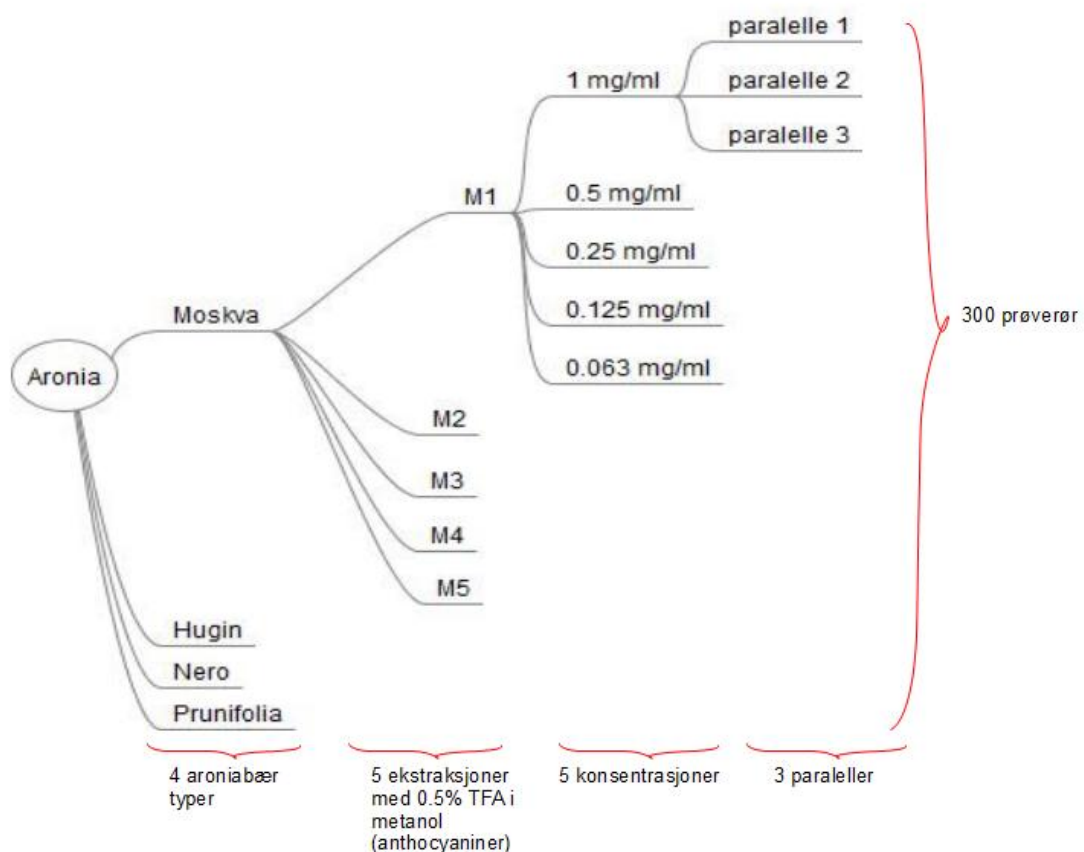 paralelle 1
1 mg/ml
paralelle 2
paralelle 3
M1
0.5 mg/ml
0.25 mg/ml
Moskva
0.125 mg/ml
300 prøverør
Aronia
0.063 mg/ml
M2
M3
M4
M5
Hugin
Nero
Prunifolia
4 aroniabær
typer
5 ekstraksjoner
med 0.5% TFA i
metanol
(anthocyaniner)
5 konsentrasjoner
3 paraleller